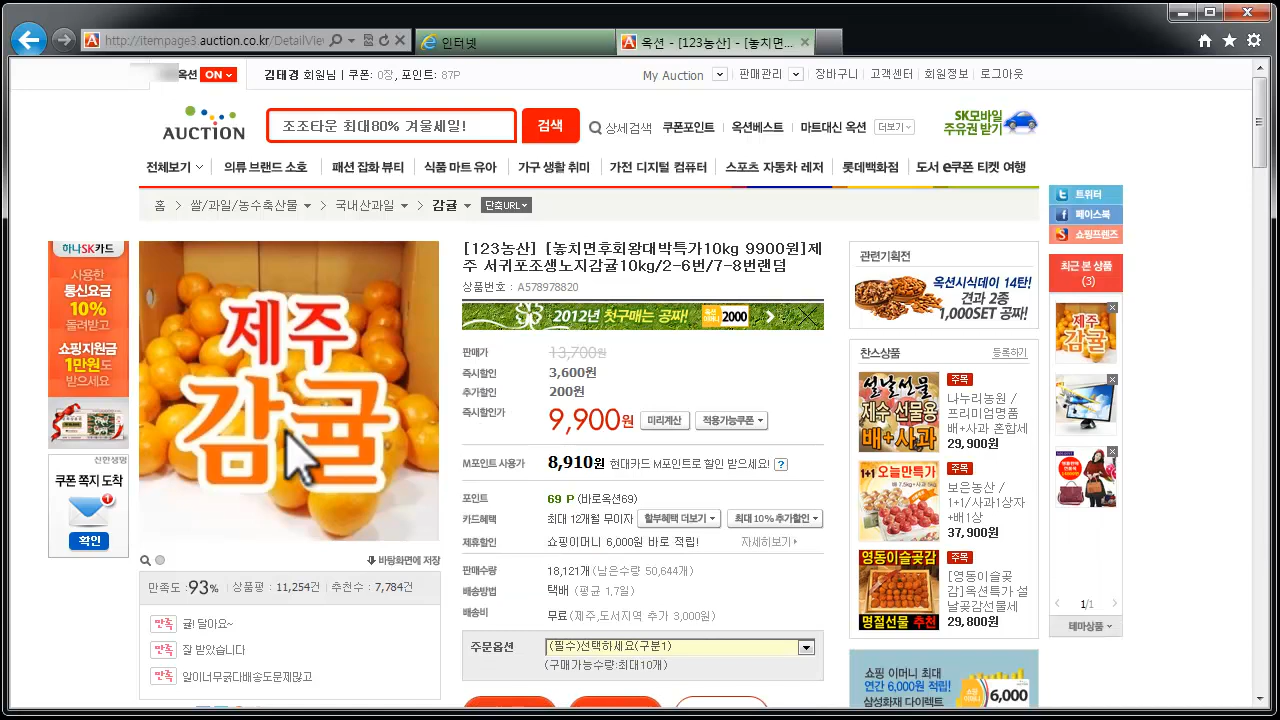 http://itempage3.auction.co.kr/DetailVie
인터넷
옥션 - [123농산] - [놓치면...
옥션 ON
김태경 회원님 | 쿠폰: 0장, 포인트: 87P
My Auction 판매관리 장바구니 고객센터 회원정보 로그아웃
AUCTION
조조타운 최대80% 겨울세일!
검색
상세검색 쿠폰포인트 옥션베스트 마트대신 옥션 더보기
SK모바일
주유권 받기
전체보기 의류 브랜드 소호 패션 잡화 뷰티 식품 마트 유아 가구 생활 취미 가전 디지털 컴퓨터 스포츠 자동차 레저 롯데백화점 도서 e쿠폰 티켓 여행
홈 > 쌀/과일/농수축산물 > 국내 > 감귤 단축URL
트위터
페이스북
쇼핑프렌즈
하나SK카드
사용한
통신요금
10%
돌려받고
쇼핑지원금
1만원도
받으세요
신한생명
쿠폰 쪽지 도착
1
확인
제주
감귤
바탕화면에 저장
만족도 93% 상품평 : 11,254건 추천수 : 7,784건
만족 귤! 달아요~
만족 잘 받았습니다
만족 알이너무굵다배송도문제많고
[123농산] [놓치면후회왕대박특가10kg 9900원]제
주 서귀포조생노지감귤10kg/2-6번/7-8번랜덤
상품번호 : A578978820
2012년 첫구매는 공짜! 2000
판매가 13,700원
즉시할인 3,600원
추가할인 200원
즉시할인가 9,900원 미리계산 적용가능쿠폰
M포인트 사용가 8,910원 현대카드 M포인트로 할인 받으세요! ?
포인트 69 P (바로옥션69)
카드혜택 최대 12개월 무이자 할부혜택 더보기 최대 10% 추가할인
제휴할인 쇼핑이머니 6,000원 바로 적립! 자세히보기
판매수량 18,121개 (남은수량 50,644개)
배송방법 택배 (평균 1.7일)
배송비 무료 (제주,도서지역 추가 3,000원)
주문옵션 (필수)선택하세요(구분1)
(구매가능수량:최대10개)
관련기획전
옥션시식데이 14탄!
견과 2종
1,000SET 공짜!
찬스상품 등록하기
설날선물
제수 선물용
배+사과
주목
나누리농원 /
프리미엄명품
배+사과 혼합세
29,900원
1+1 오늘만특가
주목
보은농산 /
1+1/사과1상자
+배1상
37,900원
영동이슬곶감
명절선물 추천
주목
[영동이슬곶
감]옥션특가 설
날곶감선물세
29,800원
쇼핑 이머니 최대
연간 6,000원 적립!
삼성화재 다이렉트
6,000
최근 본 상품
(3)
제주
감귤
1/1
테마상품